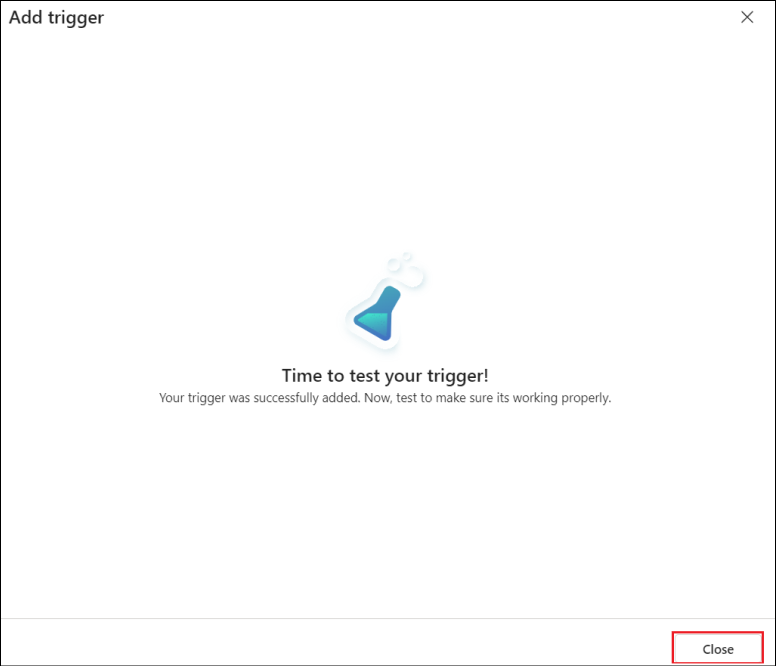 Add trigger
Time to test your trigger!
Your trigger was successfully added. Now, test to make sure its working properly.
Close